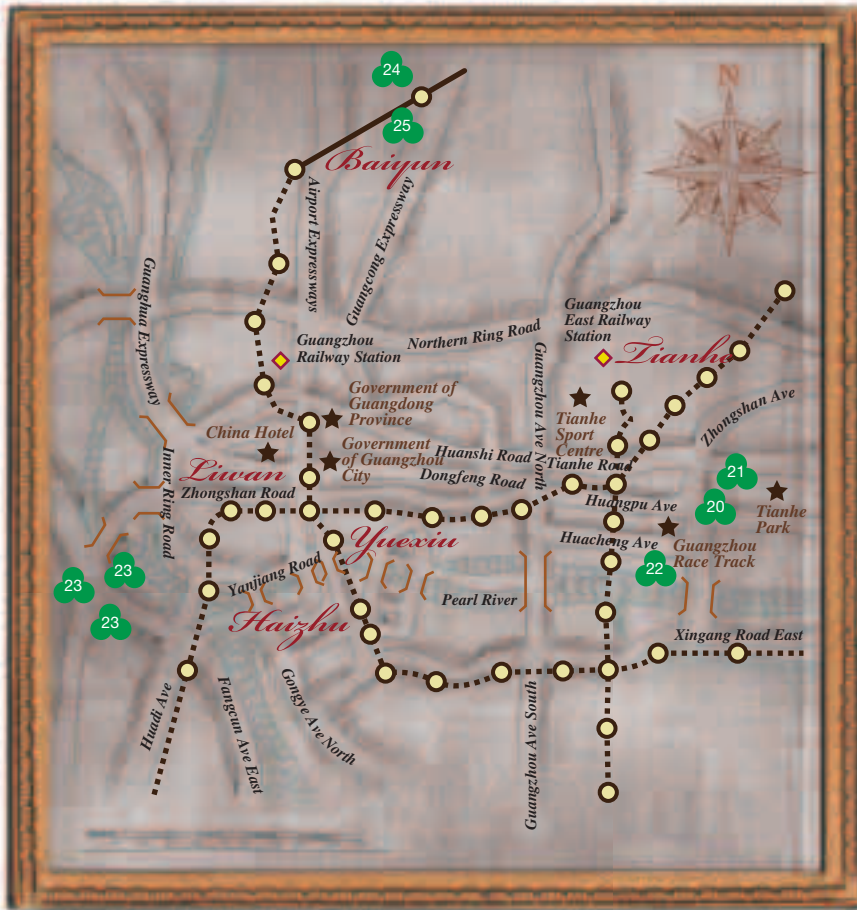 24
N
25
Baiyun
Airport Expressways
Guangcong Expressway
Guanghua Expressway
Guangzhou
East Railway
Station
Guangzhou
Railway Station
Northern Ring Road
Tianhe
Guangzhou Ave North
Government of
Guangdong
Province
Zhongshan Ave
Tianhe
Sport
Centre
China Hotel
Government
of Guangzhou
City
Huanshi Road
Tianhe Road
Liwan
Inner Ring Road
Dongfeng Road
21
Zhongshan Road
Huangpu Ave
20
Tianhe
Park
Yuexiu
Huacheng Ave
Guangzhou
Race Track
22
23
23
Yanjiang Road
Pearl River
23
Haizhu
Xingang Road East
Huadi Ave
Fangcun Ave East
Gongye Ave North
Guangzhou Ave South